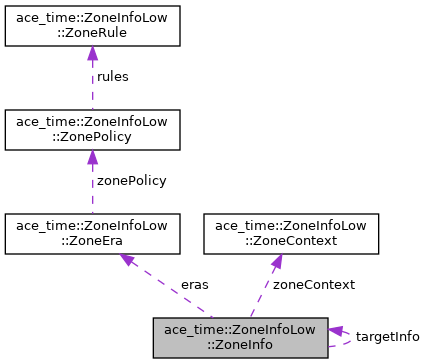 ace_time::ZoneInfoLow
::ZoneRule
rules
ace_time::ZoneInfoLow
::ZonePolicy
zonePolicy
ace_time::ZoneInfoLow
::ZoneEra
ace_time::ZoneInfoLow
::ZoneContext
eras
zoneContext
ace_time::ZoneInfoLow
::ZoneInfo
targetInfo